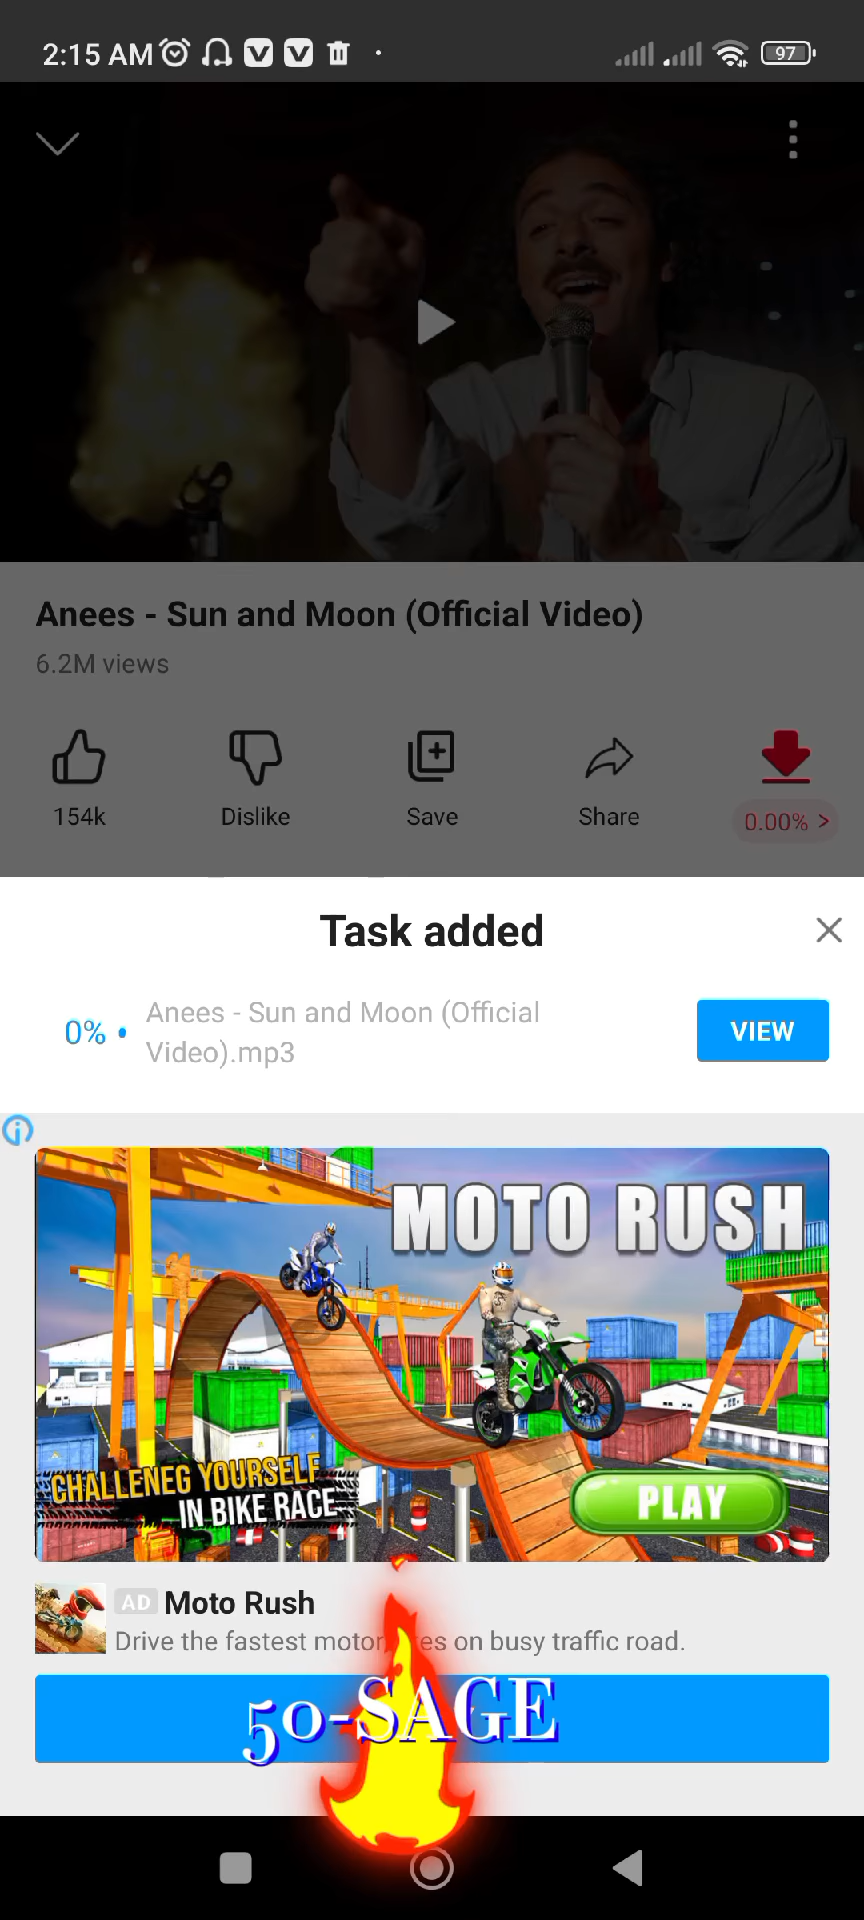 2:15 AM
97
Anees - Sun and Moon (Official Video)
6.2M views
154k
Dislike
Save
Share
0.00% >
Task added
0%
Anees - Sun and Moon (Official
Video).mp3
VIEW
MOTO RUSH
CHALLENEG YOURSELF
IN BIKE RACE
PLAY
AD Moto Rush
Drive the fastest on busy traffic road.
50-SAGE